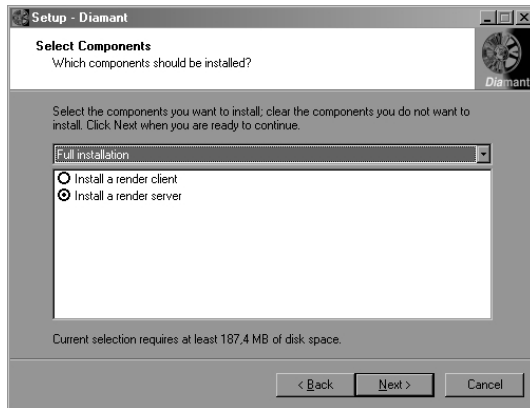 Setup - Diamant
Select Components
Which components should be installed?
Diamant
Select the components you want to install; clear the components you do not want to
install. Click Next when you are ready to continue.
Full installation
Install a render client
Install a render server
Current selection requires at least 187,4 MB of disk space.
< Back
Next >
Cancel